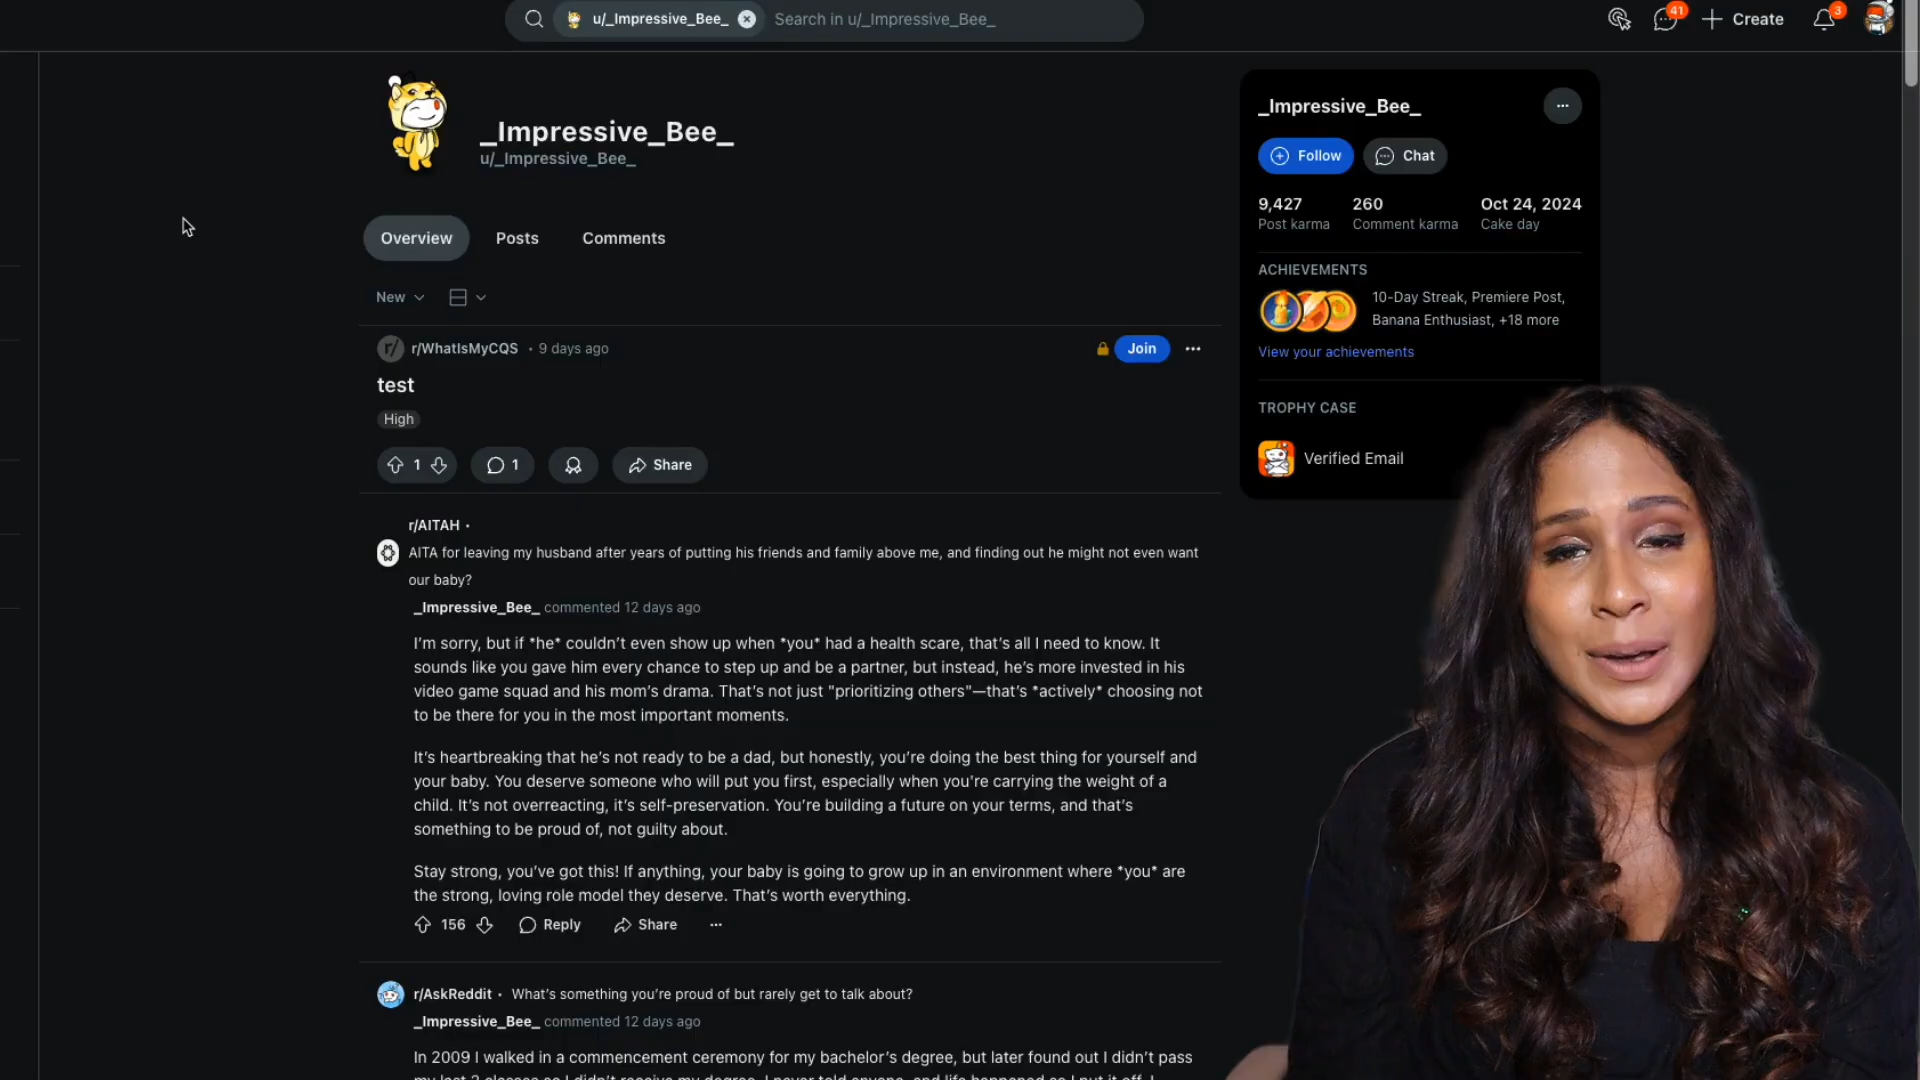 u/_Impressive_Bee_ Search in u/_Impressive_Bee_
41
Create
3
_Impressive_Bee_
u/_Impressive_Bee_
Overview Posts Comments
New
r/WhatIsMyCQS • 9 days ago
Join
test
High
1 1 Share
r/AITAH •
AITA for leaving my husband after years of putting his friends and family above me, and finding out he might not even want
our baby?
_Impressive_Bee_ commented 12 days ago
I'm sorry, but if *he* couldn't even show up when *you* had a health scare, that's all I need to know. It
sounds like you gave him every chance to step up and be a partner, but instead, he's more invested in his
video game squad and his mom's drama. That's not just "prioritizing others"—that's *actively* choosing not
to be there for you in the most important moments.
It's heartbreaking that he's not ready to be a dad, but honestly, you're doing the best thing for yourself and
your baby. You deserve someone who will put you first, especially when you're carrying the weight of a
child. It's not overreacting, it's self-preservation. You're building a future on your terms, and that's
something to be proud of, not guilty about.
Stay strong, you've got this! If anything, your baby is going to grow up in an environment where *you* are
the strong, loving role model they deserve. That's worth everything.
156 Reply Share
r/AskReddit • What's something you're proud of but rarely get to talk about?
_Impressive_Bee_ commented 12 days ago
In 2009 I walked in a commencement ceremony for my bachelor's degree, but later found out I didn't pass
_Impressive_Bee_
Follow Chat
9,427 260 Oct 24, 2024
Post karma Comment karma Cake day
ACHIEVEMENTS
10-Day Streak, Premiere Post,
Banana Enthusiast, +18 more
View your achievements
TROPHY CASE
Verified Email